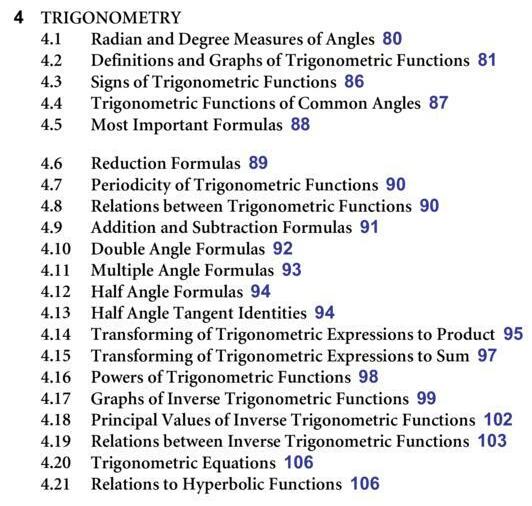 4 TRIGONOMETRY
4.1 Radian and Degree Measures of Angles 80
4.2 Definitions and Graphs of Trigonometric Functions 81
4.3 Signs of Trigonometric Functions 86
4.4 Trigonometric Functions of Common Angles 87
4.5 Most Important Formulas 88
4.6 Reduction Formulas 89
4.7 Periodicity of Trigonometric Functions 90
4.8 Relations between Trigonometric Functions 90
4.9 Addition and Subtraction Formulas 91
4.10 Double Angle Formulas 92
4.11 Multiple Angle Formulas 93
4.12 Half Angle Formulas 94
4.13 Half Angle Tangent Identities 94
4.14 Transforming of Trigonometric Expressions to Product 95
4.15 Transforming of Trigonometric Expressions to Sum 97
4.16 Powers of Trigonometric Functions 98
4.17 Graphs of Inverse Trigonometric Functions 99
4.18 Principal Values of Inverse Trigonometric Functions 102
4.19 Relations between Inverse Trigonometric Functions 103
4.20 Trigonometric Equations 106
4.21 Relations to Hyperbolic Functions 106